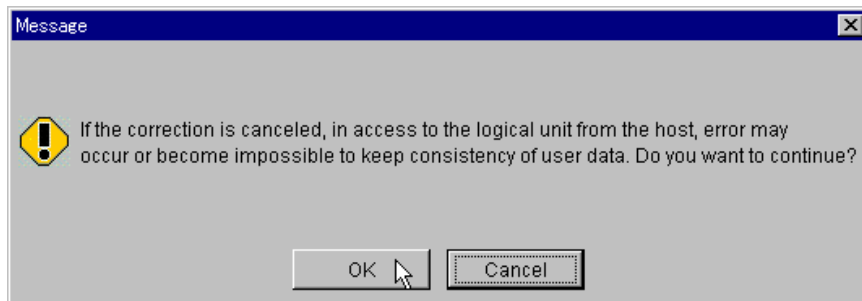 Message
If the correction is canceled, in access to the logical unit from the host, error may
occur or become impossible to keep consistency of user data. Do you want to continue?
OK Cancel